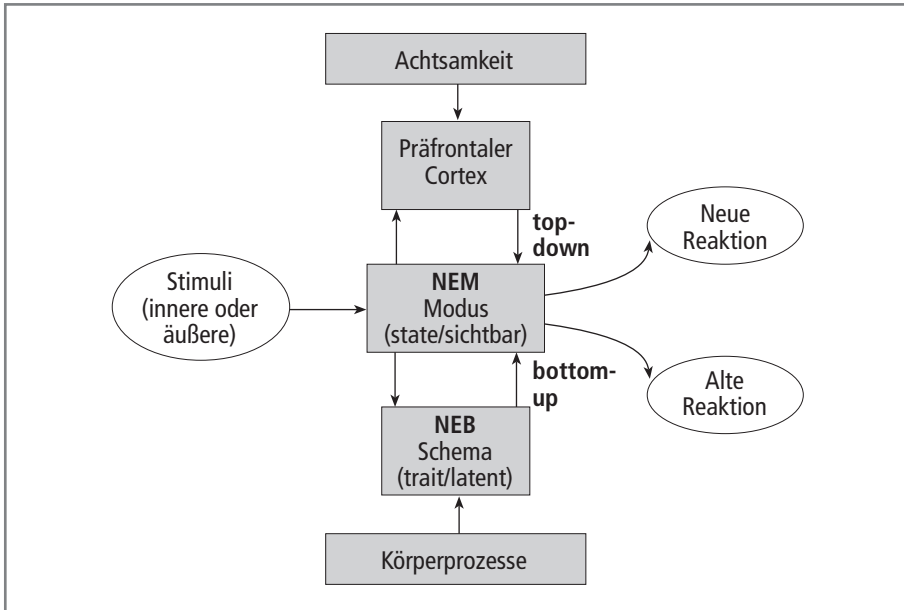 Achtsamkeit
Präfrontaler
Cortex
top-
down
Neue
Reaktion
Stimuli
(innere oder
äußere)
NEM
Modus
(state/sichtbar)
bottom-
up
Alte
Reaktion
NEB
Schema
(trait/latent)
Körperprozesse